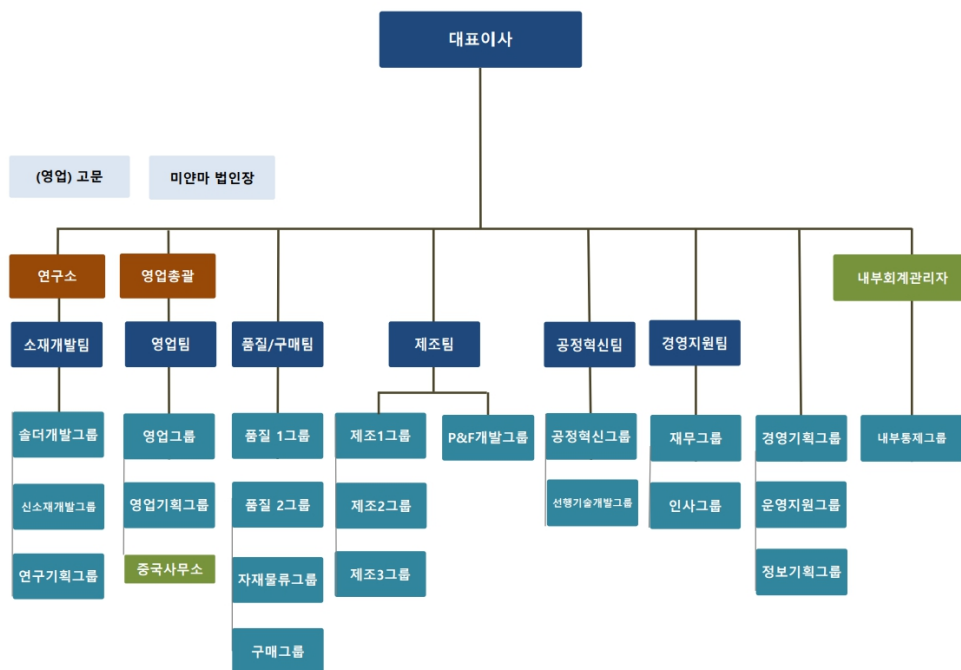 대표이사
(영업) 고문
미얀마 법인장
연구소
영업총괄
내부회계관리자
소재개발팀
영업팀
품질/구매팀
제조팀
공정혁신팀
경영지원팀
솔더개발그룹
영업그룹
품질 1그룹
제조1그룹
P&F개발그룹
공정혁신그룹
재무그룹
경영기획그룹
내부통제그룹
신소재개발그룹
영업기획그룹
품질 2그룹
제조2그룹
선행기술개발그룹
인사그룹
운영지원그룹
연구기획그룹
중국사무소
자재물류그룹
제조3그룹
정보기획그룹
구매그룹